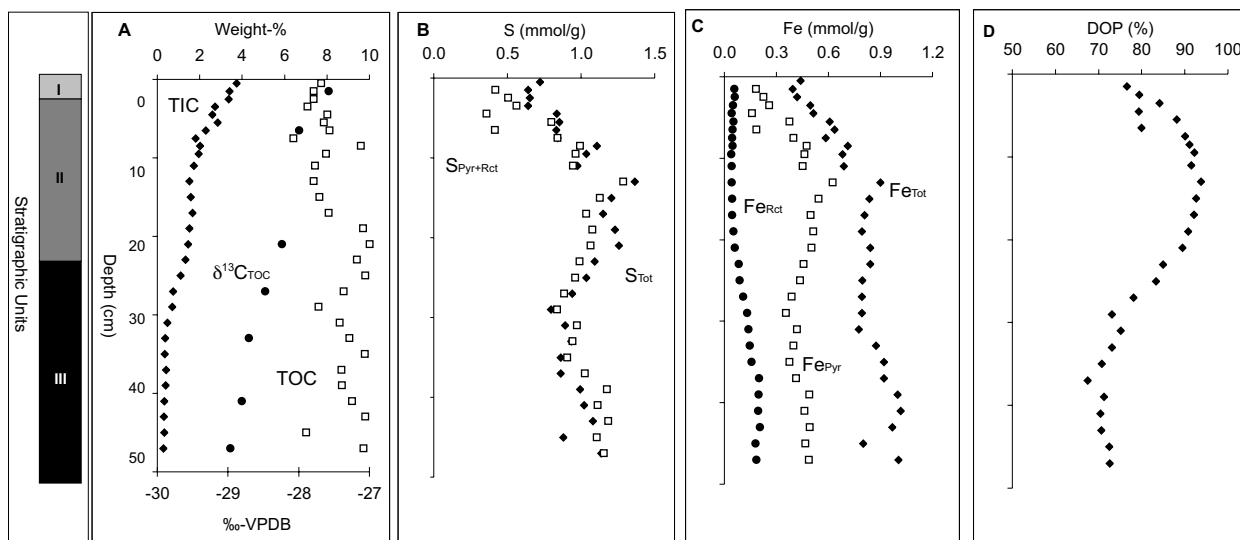 Stratigraphic Units
I
II
III
A
Weight-%
0 2 4 6 8 10
Depth (cm)
0
10
20
30
40
50
TIC
δ13CTOC
TOC
-30 -29 -28 -27
‰-VPDB
B
S (mmol/g)
0.0 0.5 1.0 1.5
SPyr+Rct
STot
C
Fe (mmol/g)
0.0 0.3 0.6 0.9 1.2
FeRct
FeTot
FePyr
D
DOP (%)
50 60 70 80 90 100